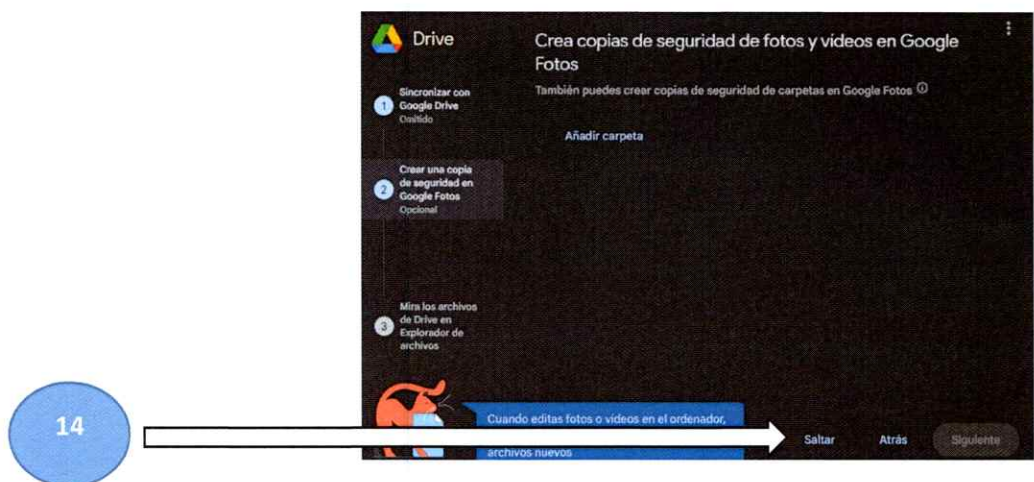 Drive
Crea copias de seguridad de fotos y vídeos en Google
Fotos
También puedes crear copias de seguridad de carpetas en Google Fotos
Añadir carpeta
1
Sincronizar con
Google Drive
Omitido
2
Crear una copia
de seguridad en
Google Fotos
Opcional
3
Mira los archivos
de Drive en
Explorador de
archivos
Cuando editas fotos o vídeos en el ordenador,
archivos nuevos
Saltar
Atrás
Siguiente
14